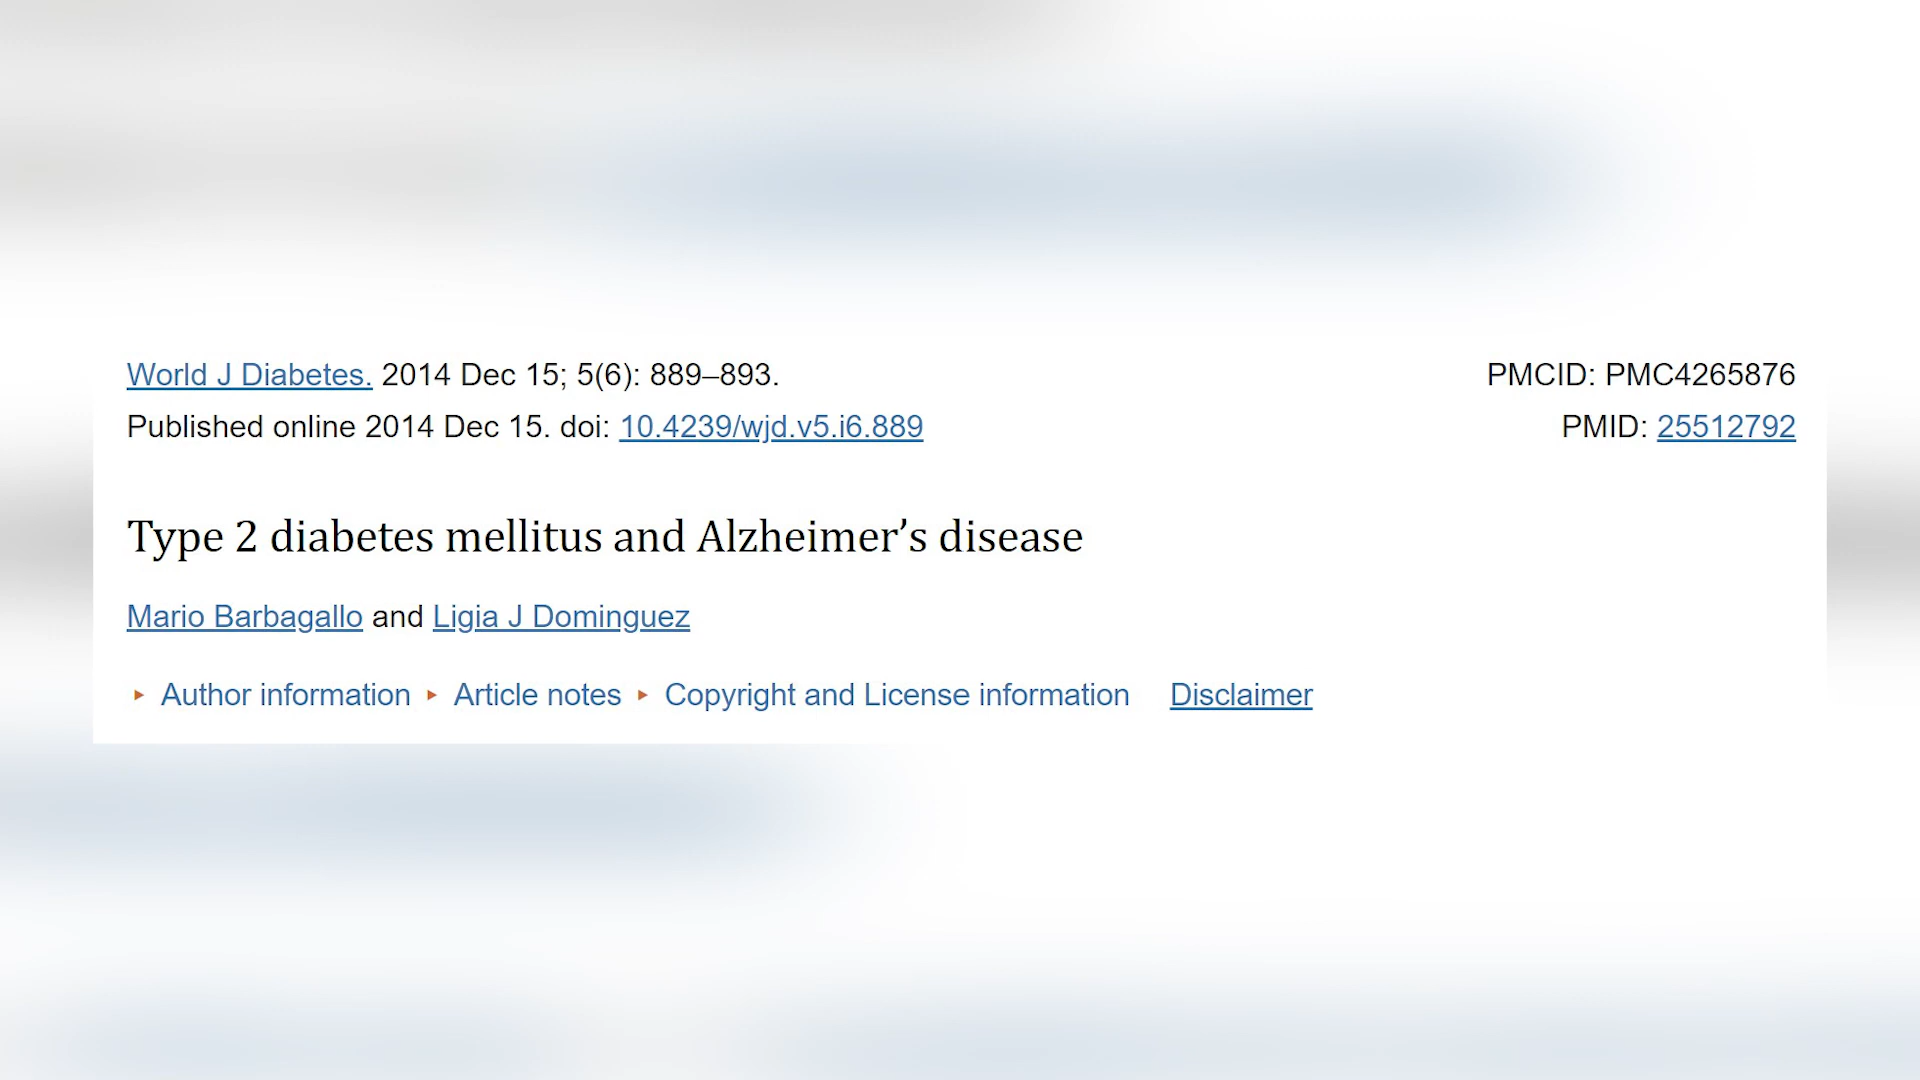 World J Diabetes. 2014 Dec 15; 5(6): 889–893.
PMCID: PMC4265876
Published online 2014 Dec 15. doi: 10.4239/wjd.v5.i6.889
PMID: 25512792
Type 2 diabetes mellitus and Alzheimer’s disease
Mario Barbagallo and Ligia J Dominguez
▸ Author information ▸ Article notes ▸ Copyright and License information Disclaimer